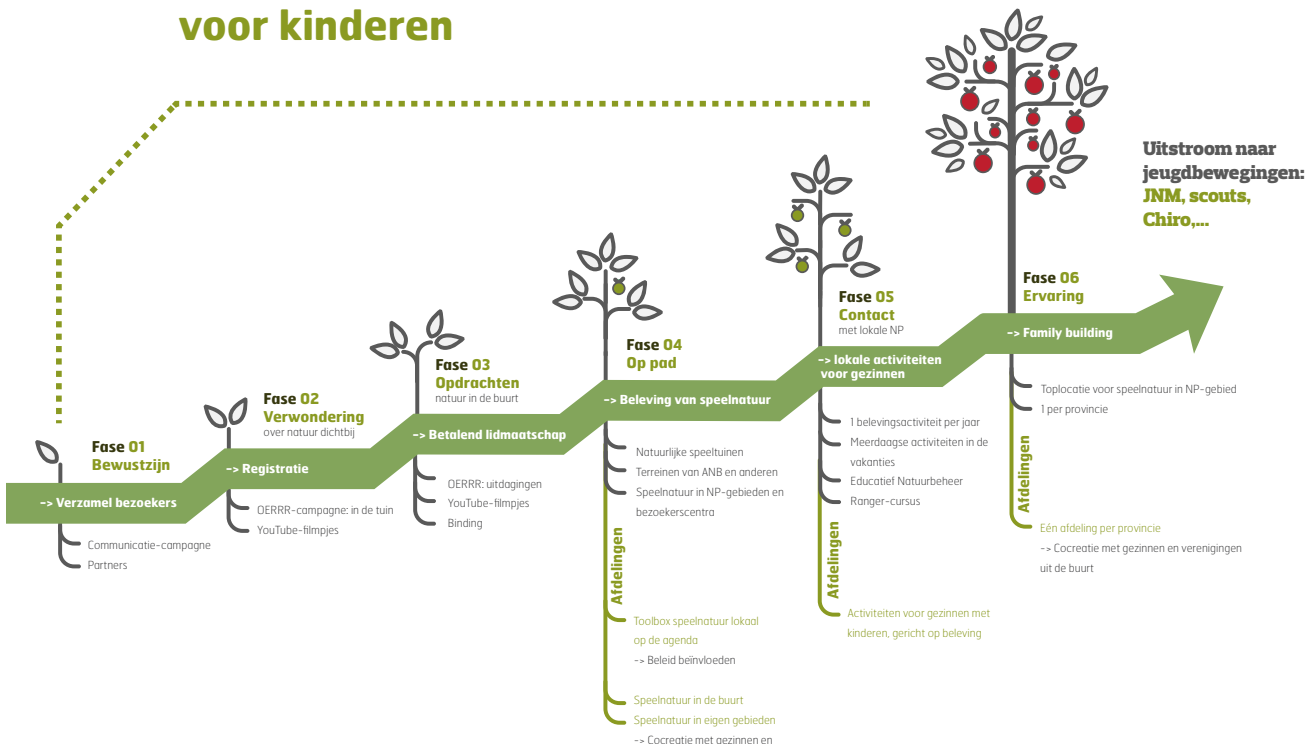 voor kinderen
Uitstroom naar
jeugdbewegingen:
JNM, scouts,
Chiro,...
Fase 01
Bewustzijn
-> Verzamel bezoekers
Communicatie-campagne
Partners
Fase 02
Verwondering
over natuur dichtbij
-> Registratie
OERRR-campagne: in de tuin
YouTube-filmpjes
Fase 03
Opdrachten
natuur in de buurt
-> Betalend lidmaatschap
OERRR: uitdagingen
YouTube-filmpjes
Binding
Fase 04
Op pad
-> Beleving van speelnatuur
Natuurlijke speeltuinen
Terreinen van ANB en anderen
Speelnatuur in NP-gebieden en
bezoekerscentra
Afdelingen
Toolbox speelnatuur lokaal
op de agenda
-> Beleid beïnvloeden
Speelnatuur in de buurt
Speelnatuur in eigen gebieden
-> Cocreatie met gezinnen en
Fase 05
Contact
met lokale NP
-> lokale activiteiten
voor gezinnen
1 belevingsactiviteit per jaar
Meerdaagse activiteiten in de
vakanties
Educatief Natuurbeheer
Ranger-cursus
Afdelingen
Activiteiten voor gezinnen met
kinderen, gericht op beleving
Fase 06
Ervaring
-> Family building
Toplocatie voor speelnatuur in NP-gebied
1 per provincie
Afdelingen
Eén afdeling per provincie
-> Cocreatie met gezinnen en verenigingen
uit de buurt